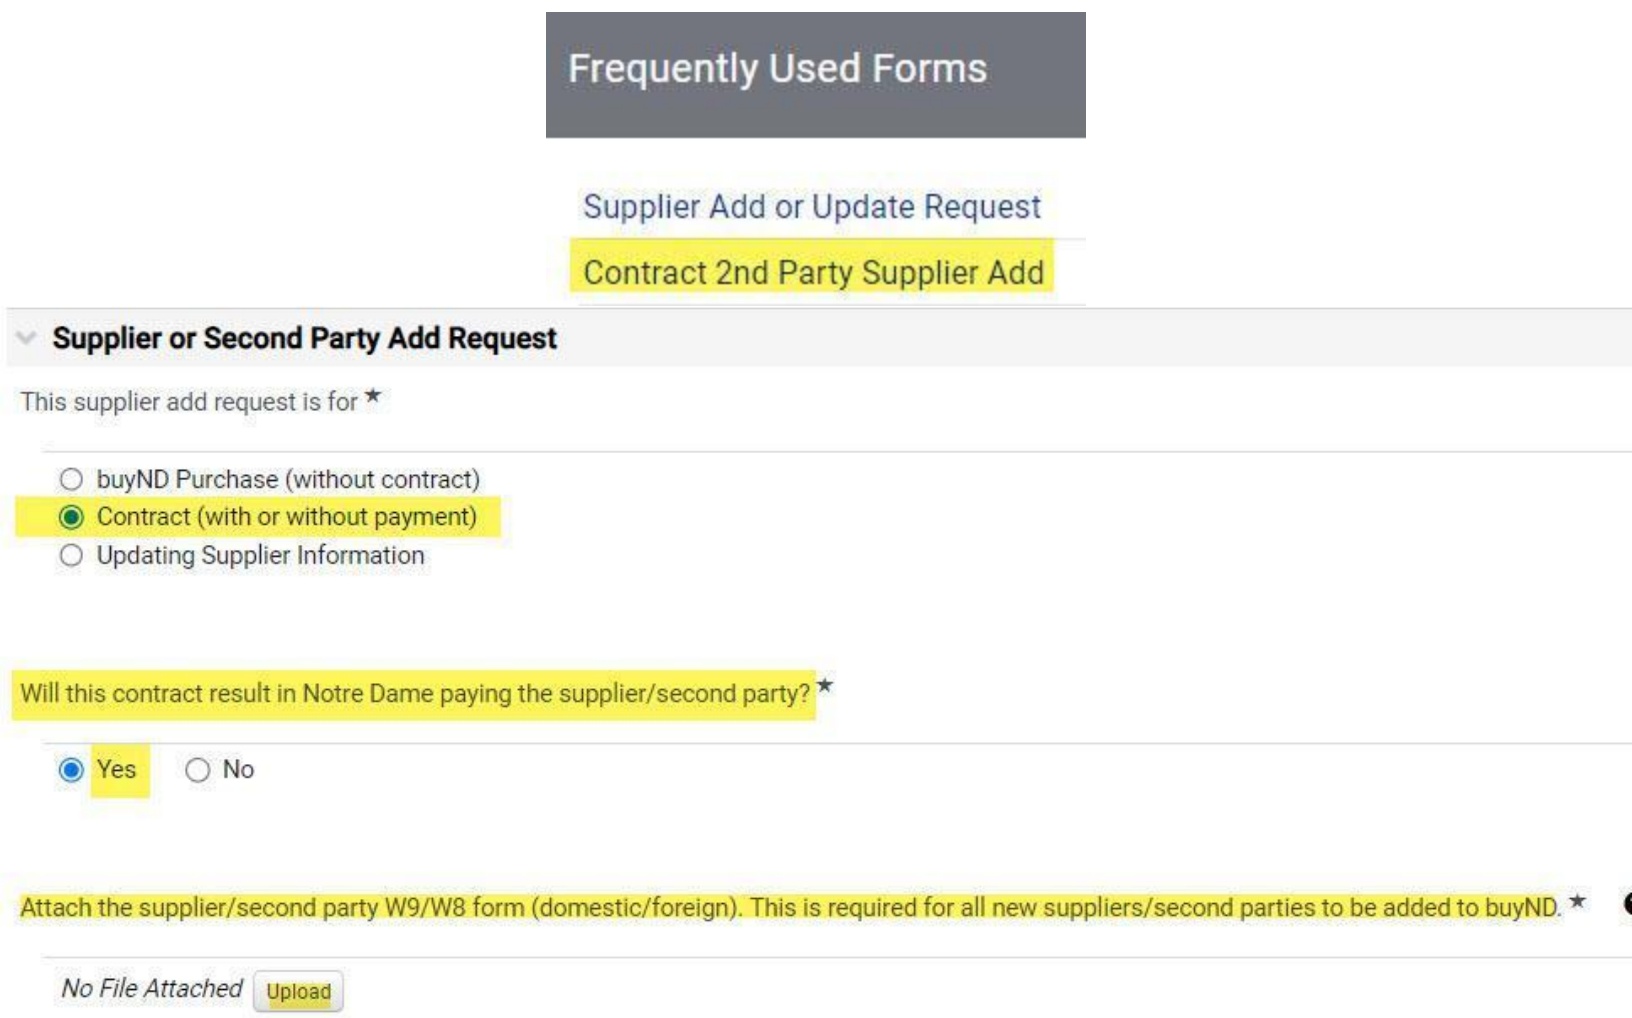 Frequently Used Forms
Supplier Add or Update Request
Contract 2nd Party Supplier Add
Supplier or Second Party Add Request
This supplier add request is for ★
buyND Purchase (without contract)
Contract (with or without payment)
Updating Supplier Information
Will this contract result in Notre Dame paying the supplier/second party? ★
Yes No
Attach the supplier/second party W9/W8 form (domestic/foreign). This is required for all new suppliers/second parties to be added to buyND. ★
No File Attached Upload